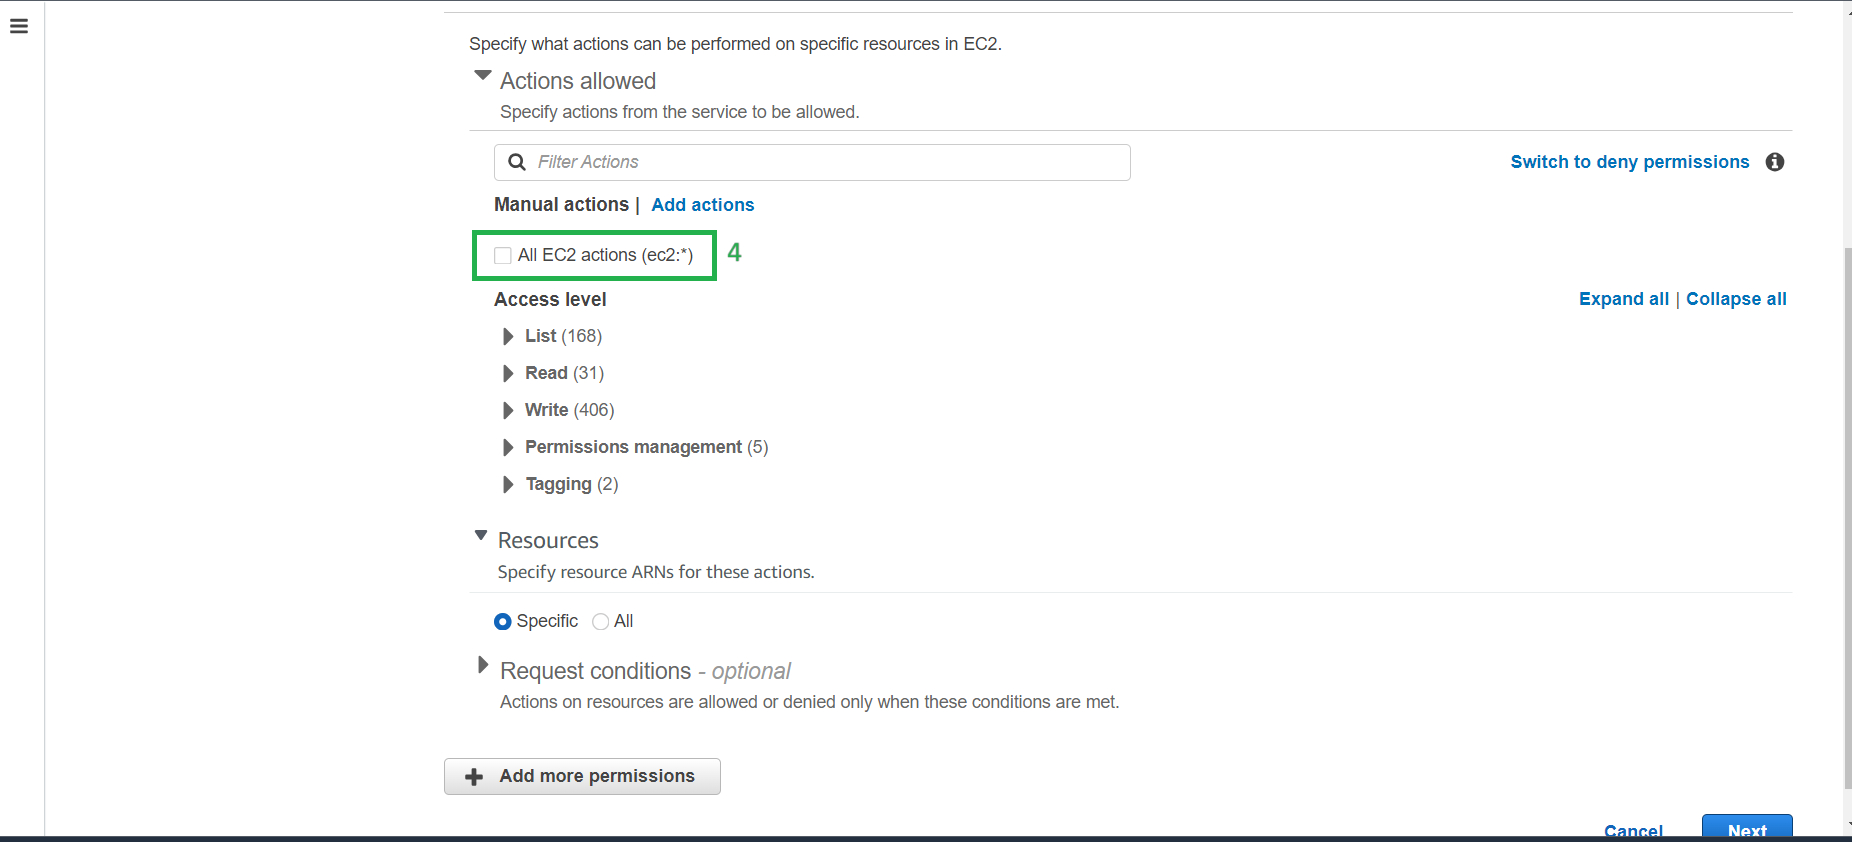 Specify what actions can be performed on specific resources in EC2.
Actions allowed
Specify actions from the service to be allowed.
Filter Actions
Switch to deny permissions
Manual actions | Add actions
All EC2 actions (ec2:*) 4
Access level
Expand all | Collapse all
List (168)
Read (31)
Write (406)
Permissions management (5)
Tagging (2)
Resources
Specify resource ARNs for these actions.
Specific All
Request conditions - optional
Actions on resources are allowed or denied only when these conditions are met.
Add more permissions
Cancel Next